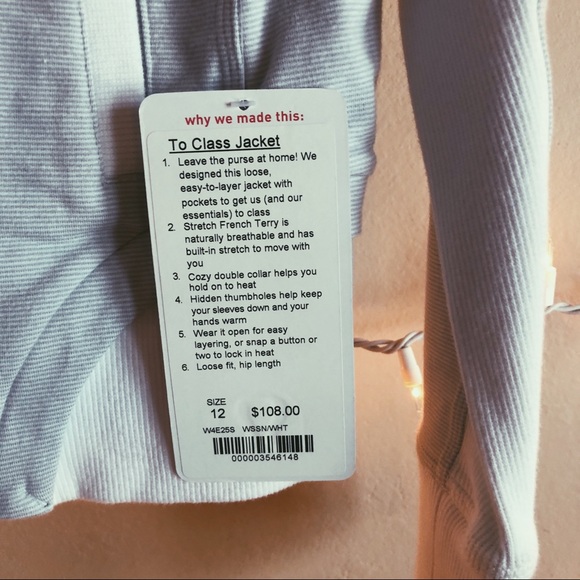 why we made this:
To Class Jacket
1. Leave the purse at home! We
designed this loose,
easy-to-layer jacket with
pockets to get us (and our
essentials) to class
2. Stretch French Terry is
naturally breathable and has
built-in stretch to move with
you
3. Cozy double collar helps you
hold on to heat
4. Hidden thumbholes help keep
your sleeves down and your
hands warm
5. Wear it open for easy
layering, or snap a button or
two to lock in heat
6. Loose fit, hip length
SIZE
12 $108.00
W4E25S WSSN/WHT
000003546148